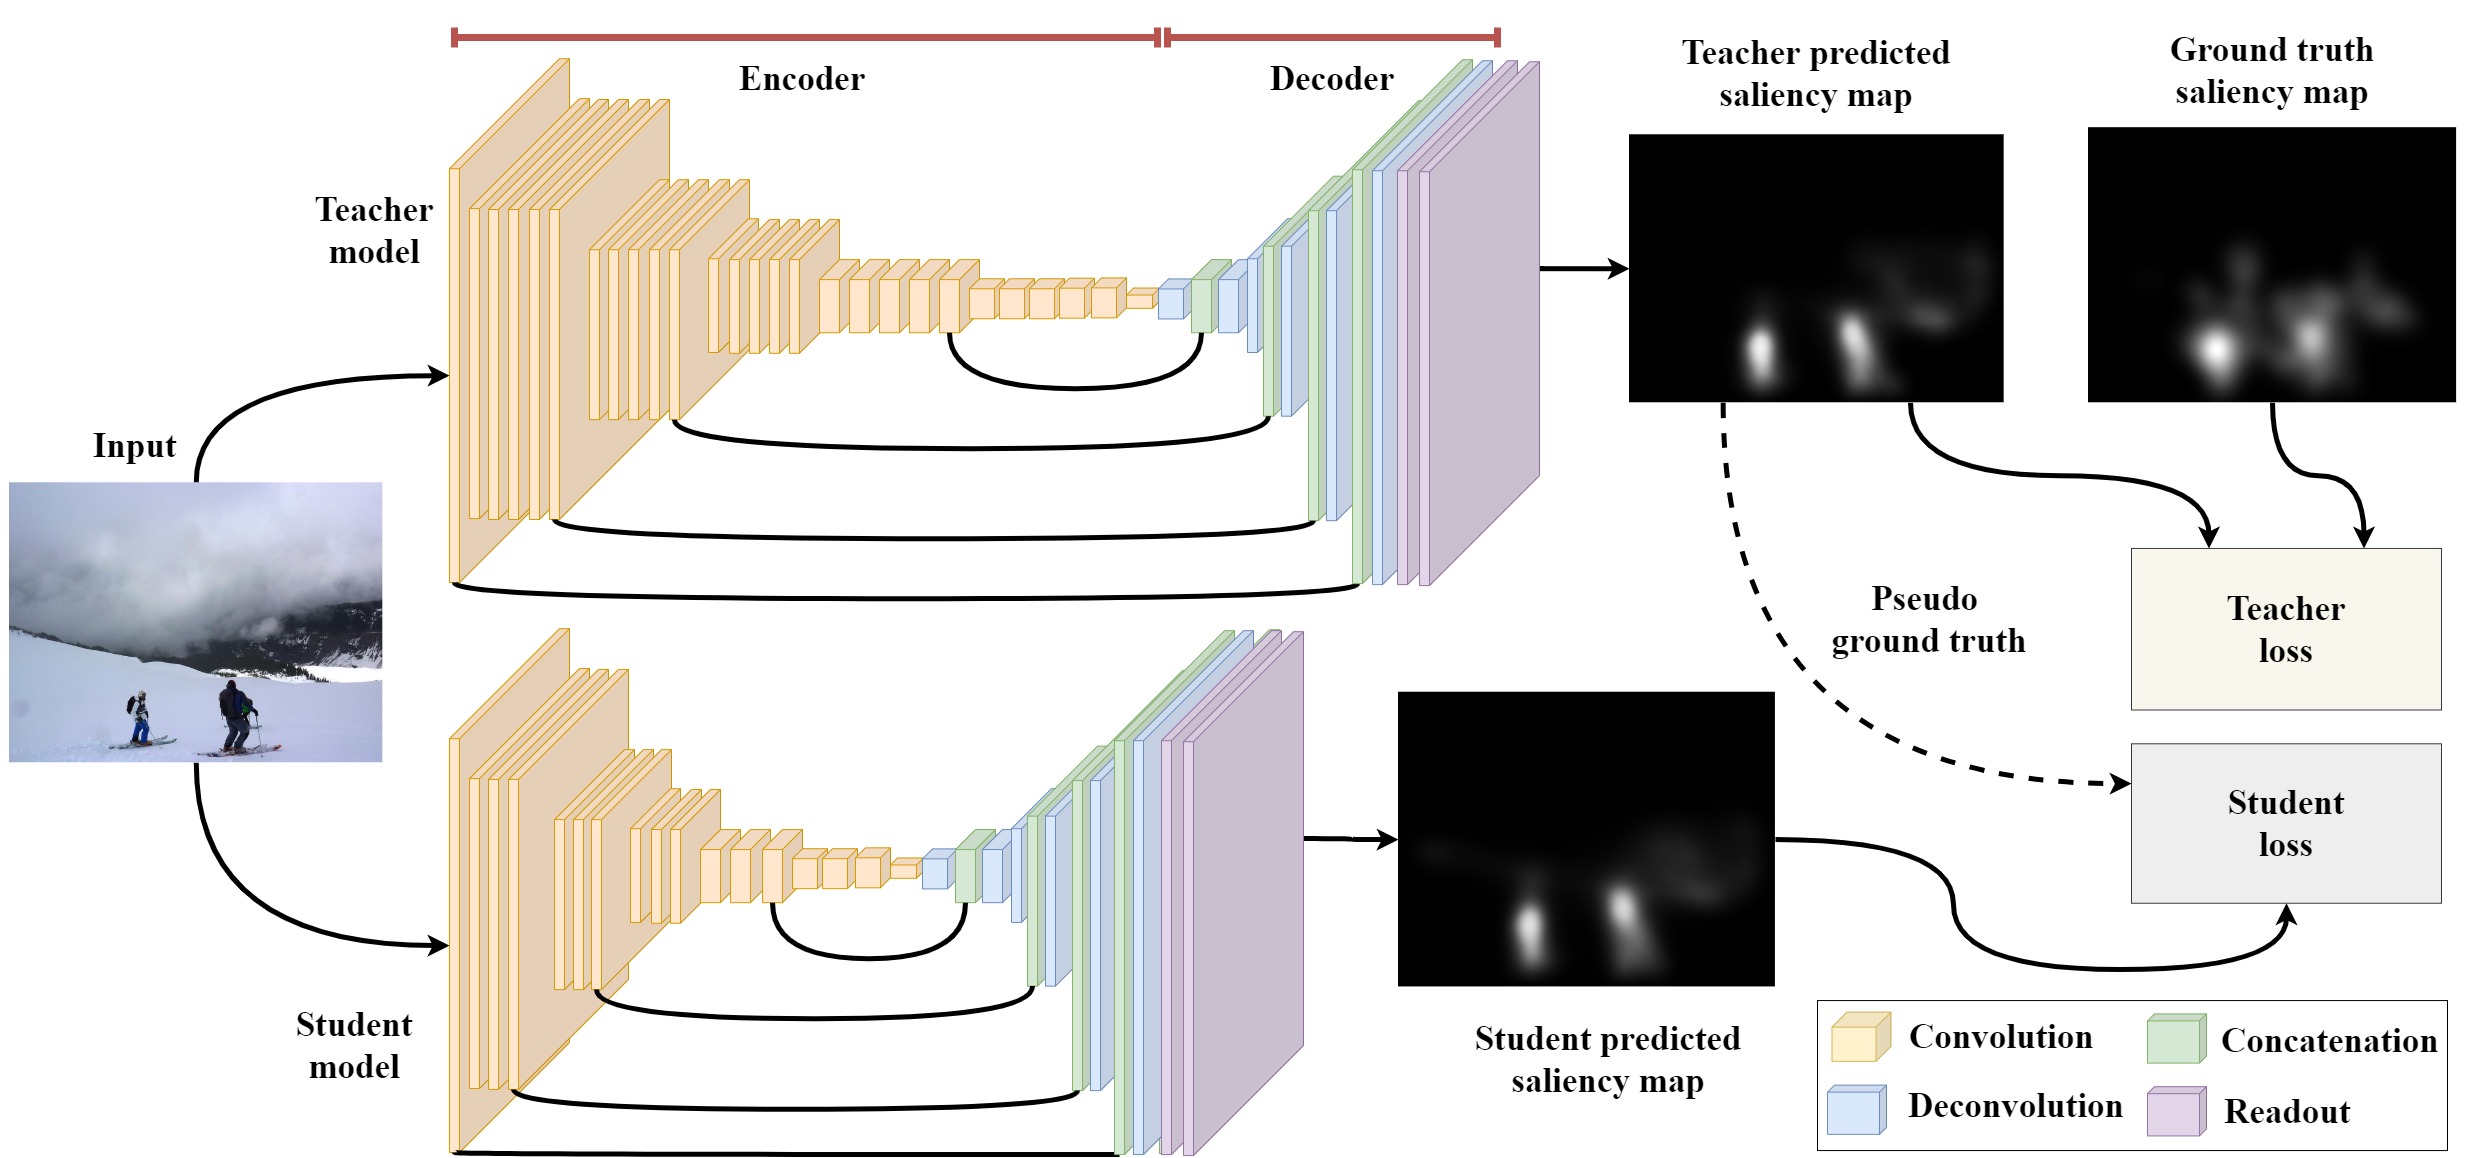 Encoder
Decoder
Teacher predicted
saliency map
Ground truth
saliency map
Teacher
model
Input
Pseudo
ground truth
Teacher
loss
Student
loss
Student
model
Student predicted
saliency map
Convolution
Concatenation
Deconvolution
Readout